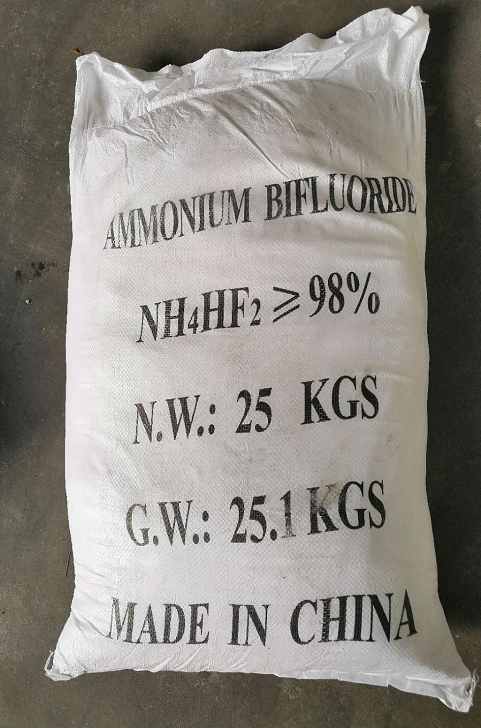 AMMONIUM BIFLUORIDE
NH₄HF₂ ⩾98%
N.W.: 25 KGS
G.W.: 25.1 KGS
MADE IN CHINA